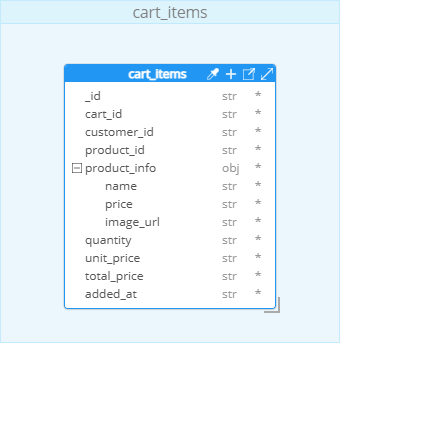 cart_items
cart_items
_id str *
cart_id str *
customer_id str *
product_id str *
product_info obj *
name str *
price str *
image_url str *
quantity str *
unit_price str *
total_price str *
added_at str *